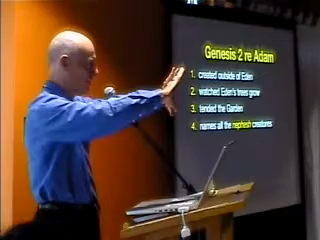 Genesis 2 re Adam
1. created outside of Eden
2. watched Eden's trees grow
3. tended the Garden
4. names all the nephesh creatures